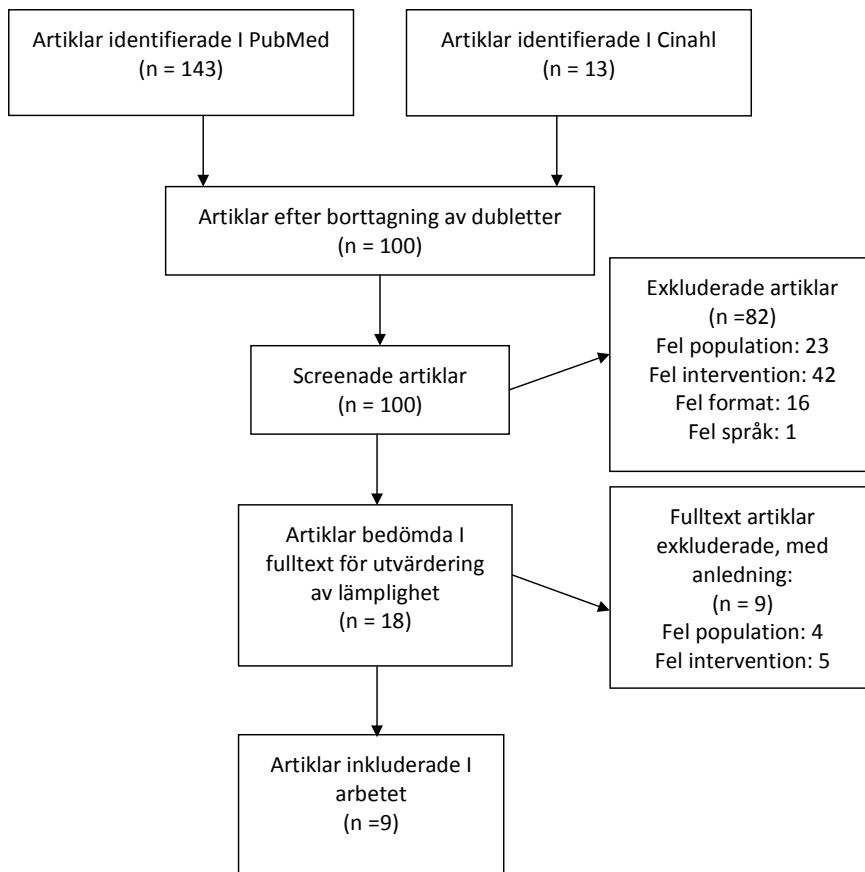 Artiklar identifierade I PubMed
(n = 143)
Artiklar identifierade I Cinahl
(n = 13)
Artiklar efter borttagning av dubletter
(n = 100)
Exkluderade artiklar
(n =82)
Fel population: 23
Fel intervention: 42
Fel format: 16
Fel språk: 1
Screenade artiklar
(n = 100)
Artiklar bedömda I
fulltext för utvärdering
av lämplighet
(n = 18)
Fulltext artiklar
exkluderade, med
anledning:
(n = 9)
Fel population: 4
Fel intervention: 5
Artiklar inkluderade I
arbetet
(n =9)